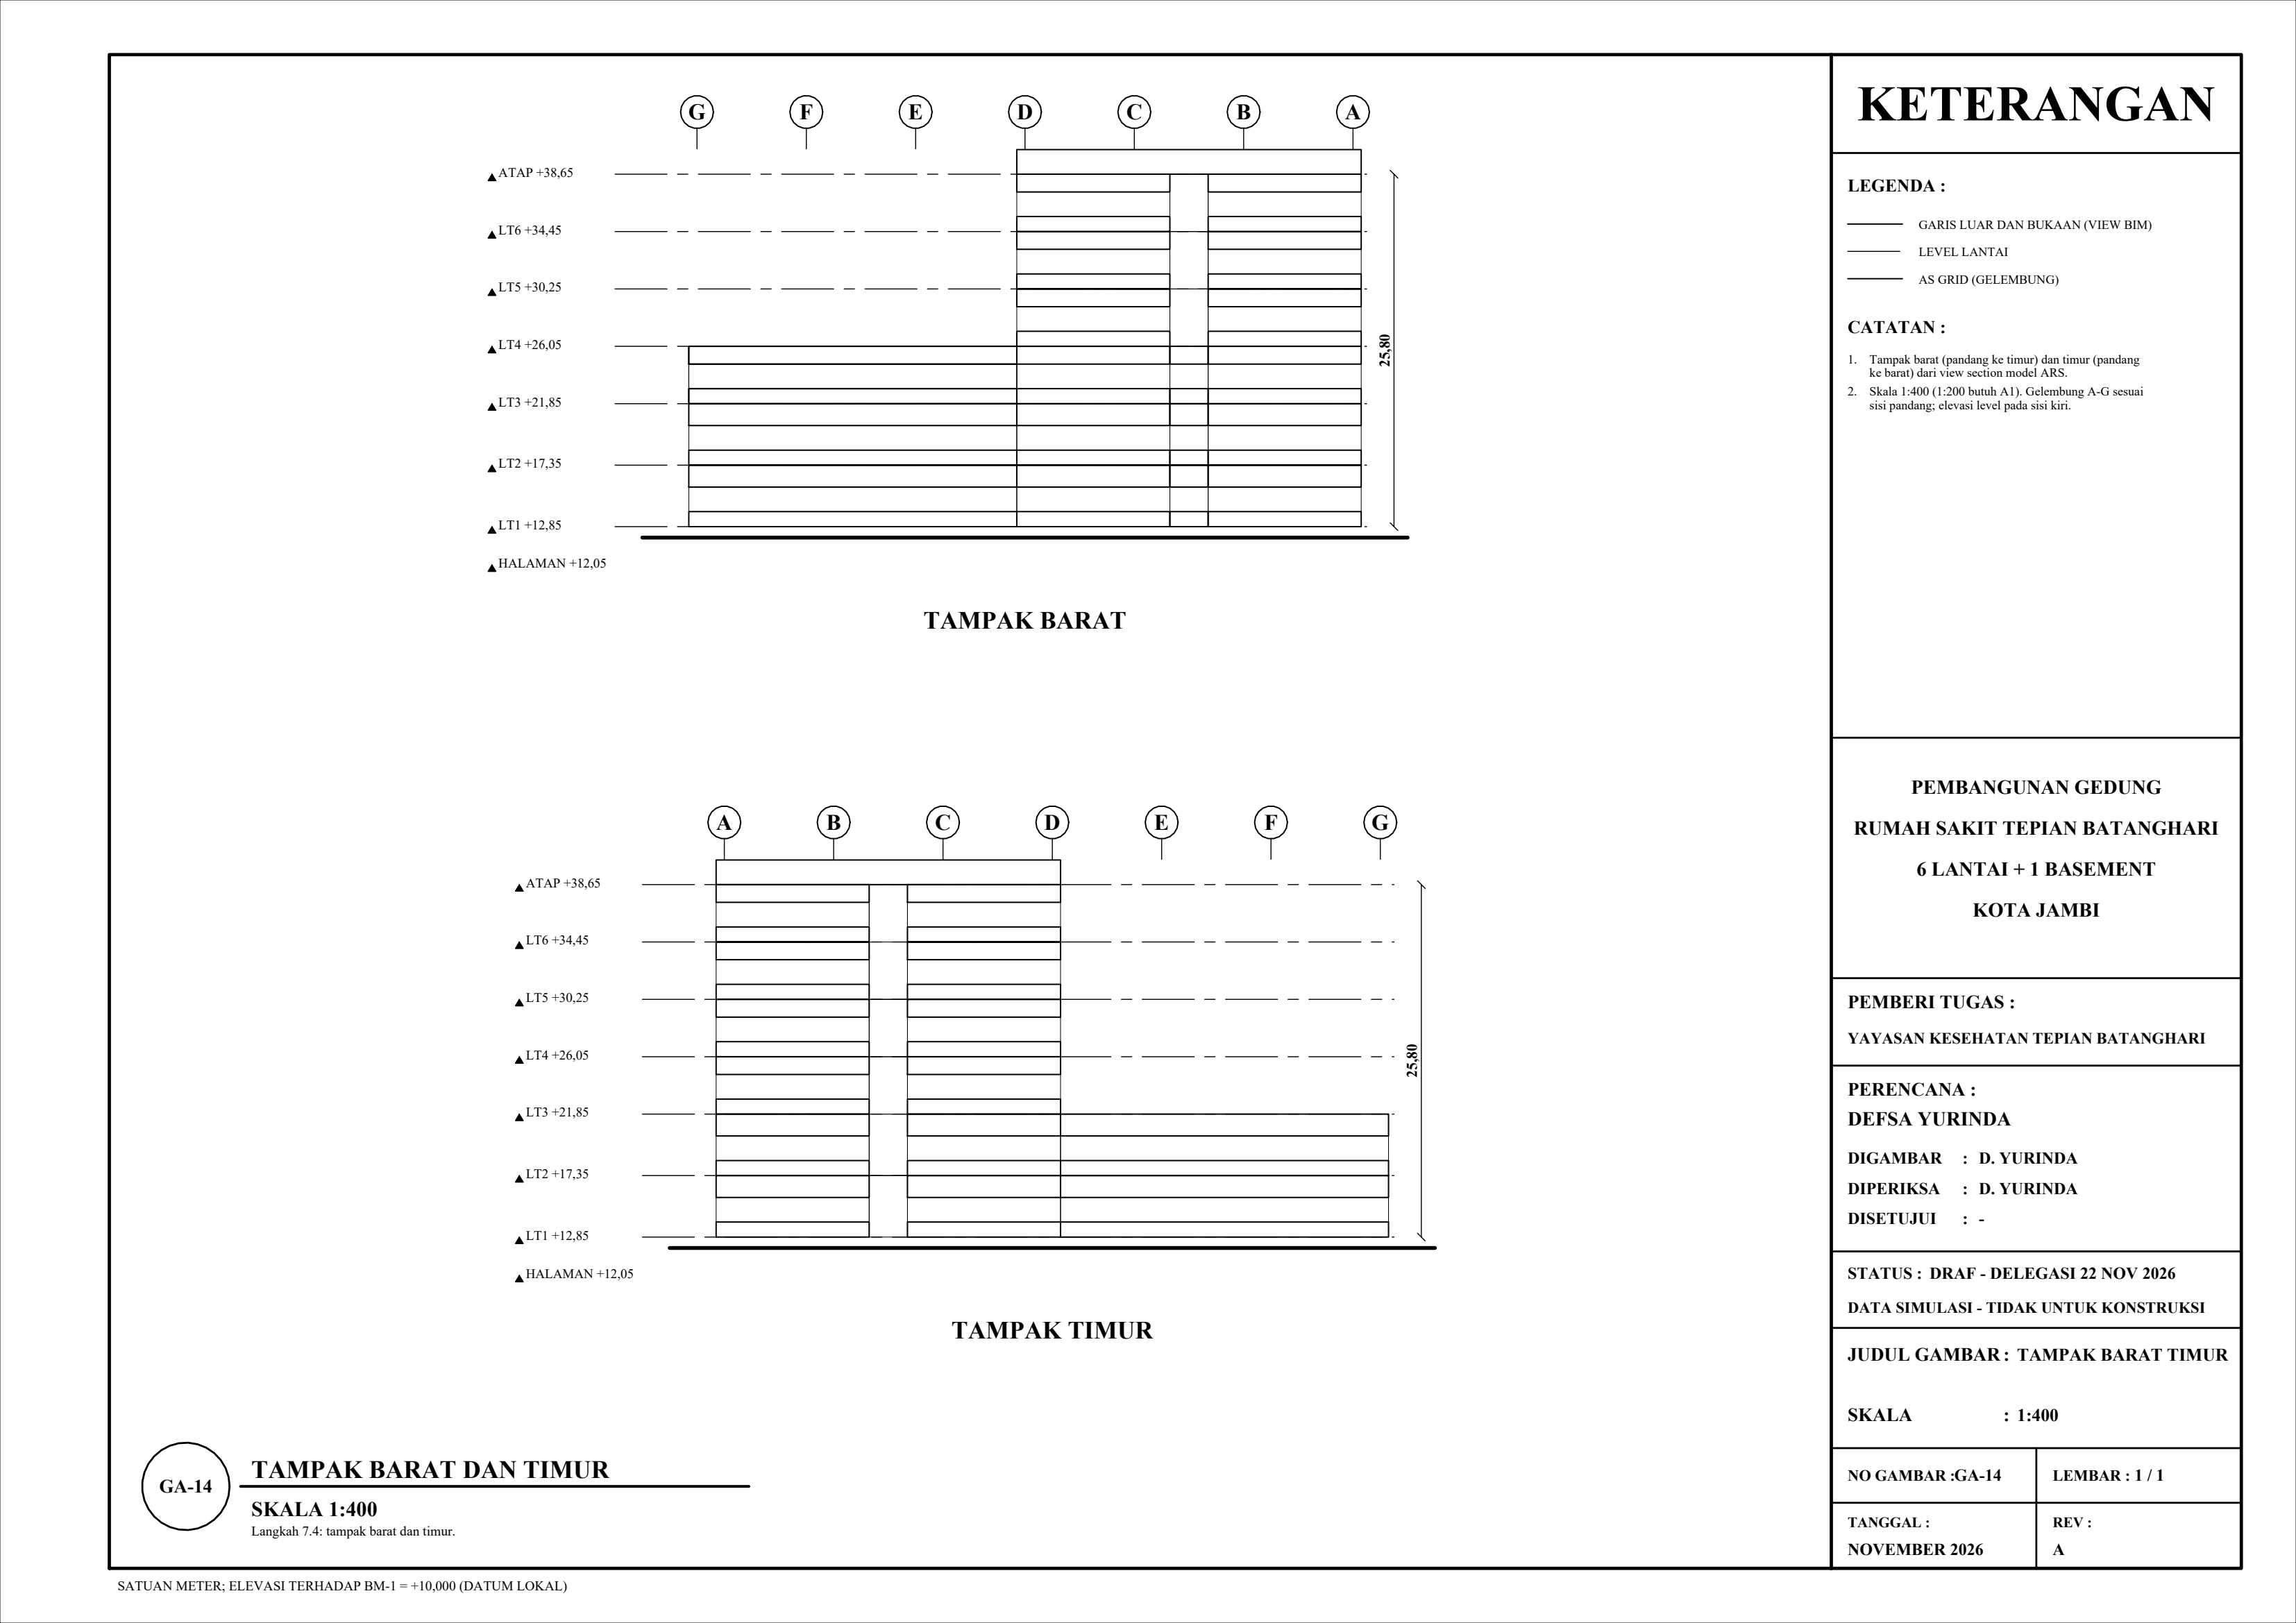 G F E D C B A
ATAP +38,65
LT6 +34,45
LT5 +30,25
LT4 +26,05
LT3 +21,85
LT2 +17,35
LT1 +12,85
HALAMAN +12,05
25,80
TAMPAK BARAT
A B C D E F G
ATAP +38,65
LT6 +34,45
LT5 +30,25
LT4 +26,05
LT3 +21,85
LT2 +17,35
LT1 +12,85
HALAMAN +12,05
25,80
TAMPAK TIMUR
GA-14
TAMPAK BARAT DAN TIMUR
SKALA 1:400
Langkah 7.4: tampak barat dan timur.
SATUAN METER; ELEVASI TERHADAP BM-1 = +10,000 (DATUM LOKAL)
KETERANGAN
LEGENDA :
GARIS LUAR DAN BUKAAN (VIEW BIM)
LEVEL LANTAI
AS GRID (GELEMBUNG)
CATATAN :
1. Tampak barat (pandang ke timur) dan timur (pandang
ke barat) dari view section model ARS.
2. Skala 1:400 (1:200 butuh A1). Gelembung A-G sesuai
sisi pandang; elevasi level pada sisi kiri.
PEMBANGUNAN GEDUNG
RUMAH SAKIT TEPIAN BATANGHARI
6 LANTAI + 1 BASEMENT
KOTA JAMBI
PEMBERI TUGAS :
YAYASAN KESEHATAN TEPIAN BATANGHARI
PERENCANA :
DEFSA YURINDA
DIGAMBAR : D. YURINDA
DIPERIKSA : D. YURINDA
DISETUJUI : -
STATUS : DRAF - DELEGASI 22 NOV 2026
DATA SIMULASI - TIDAK UNTUK KONSTRUKSI
JUDUL GAMBAR : TAMPAK BARAT TIMUR
SKALA : 1:400
NO GAMBAR :GA-14
LEMBAR : 1 / 1
TANGGAL :
NOVEMBER 2026
REV :
A